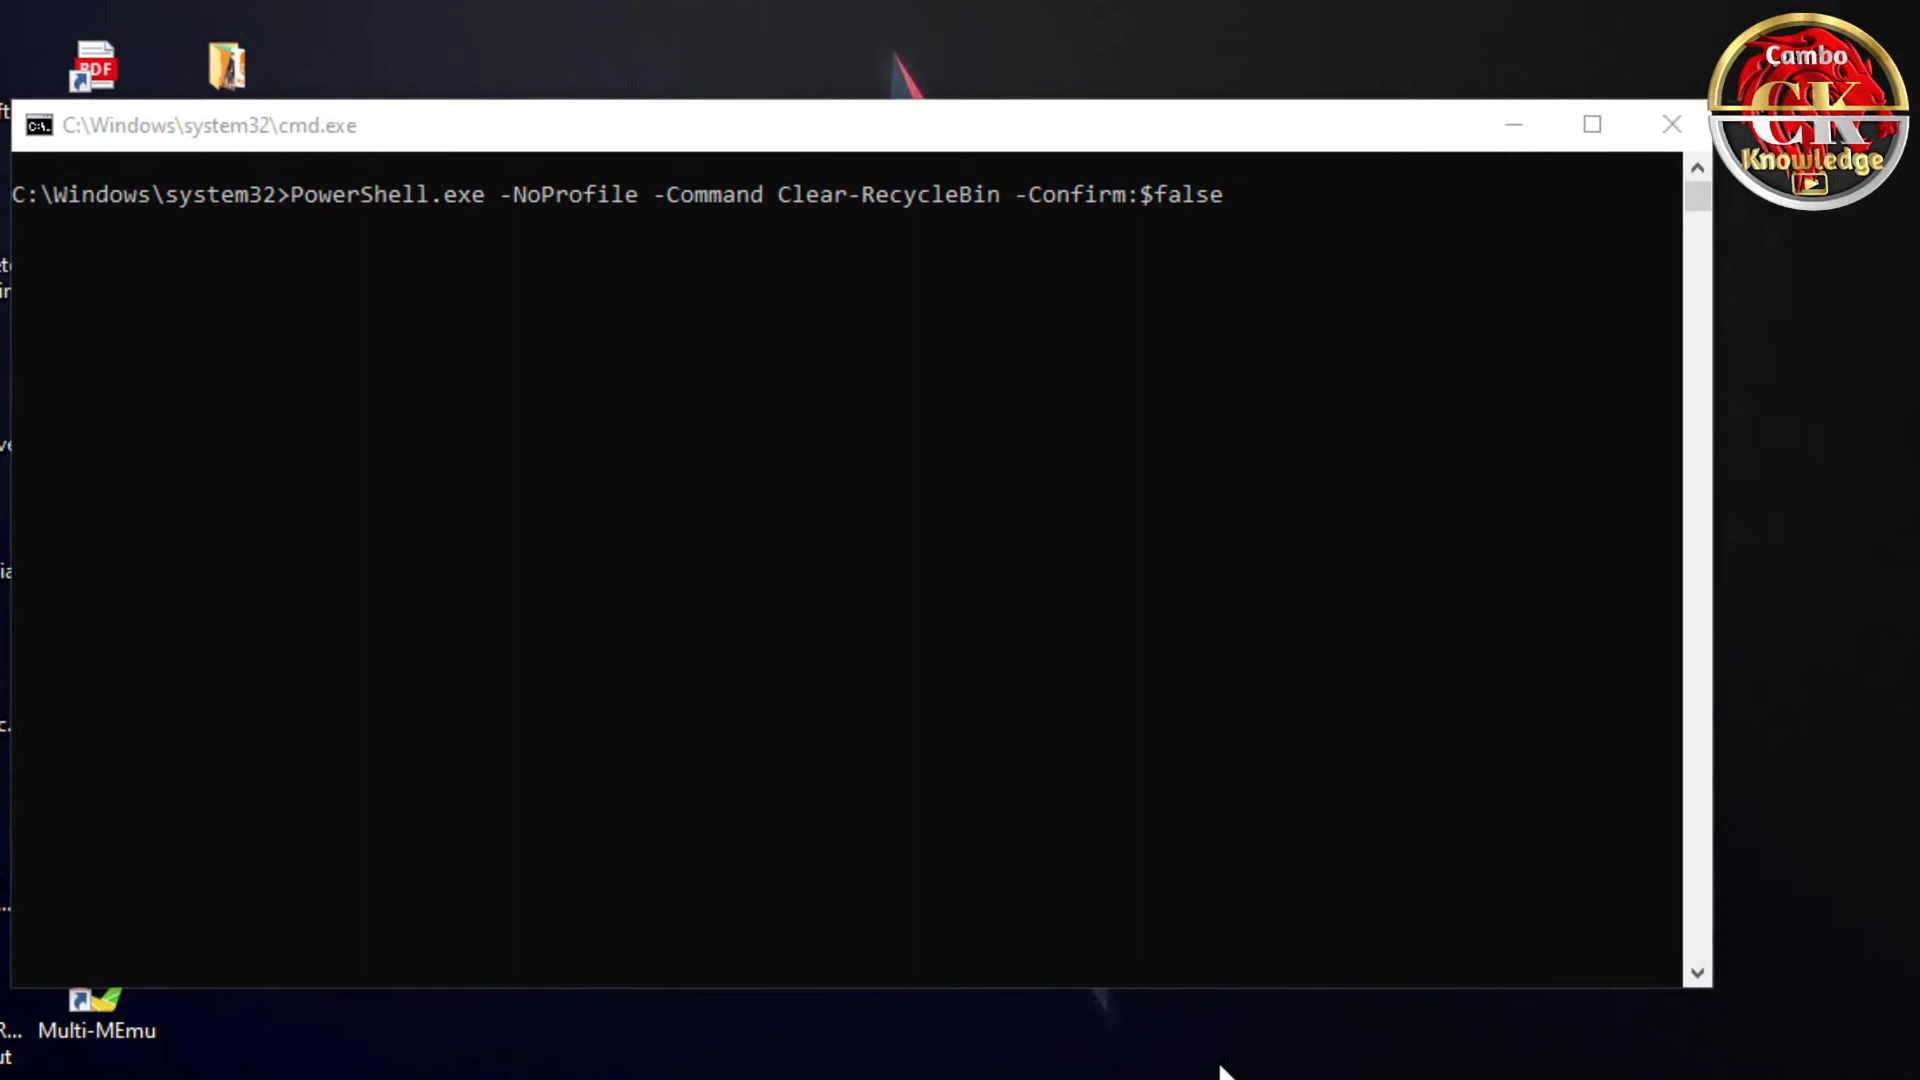 PDF
Cambo
CK
Knowledge
C:\Windows\system32\cmd.exe
C:\Windows\system32>PowerShell.exe -NoProfile -Command Clear-RecycleBin -Confirm:$false
Multi-MEmu